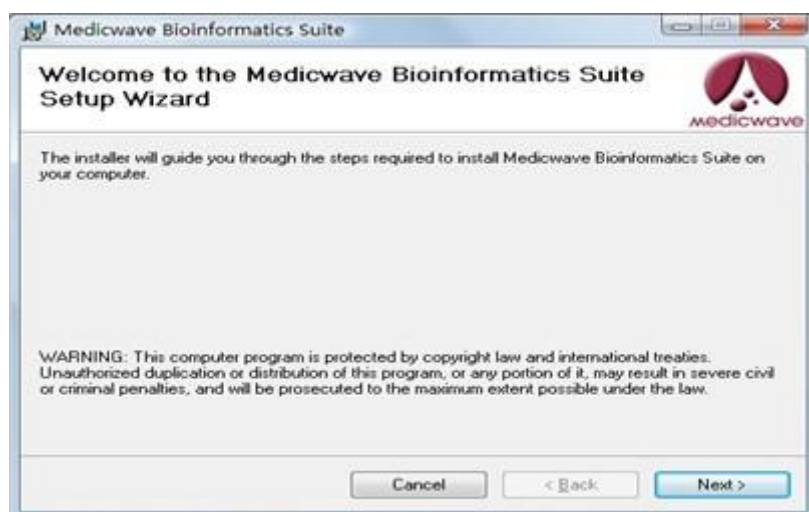 Medicwave Bioinformatics Suite
Welcome to the Medicwave Bioinformatics Suite
Setup Wizard
medicwave
The installer will guide you through the steps required to install Medicwave Bioinformatics Suite on
your computer.
WARNING: This computer program is protected by copyright law and international treaties.
Unauthorized duplication or distribution of this program, or any portion of it, may result in severe civil
or criminal penalties, and will be prosecuted to the maximum extent possible under the law.
Cancel < Back Next >